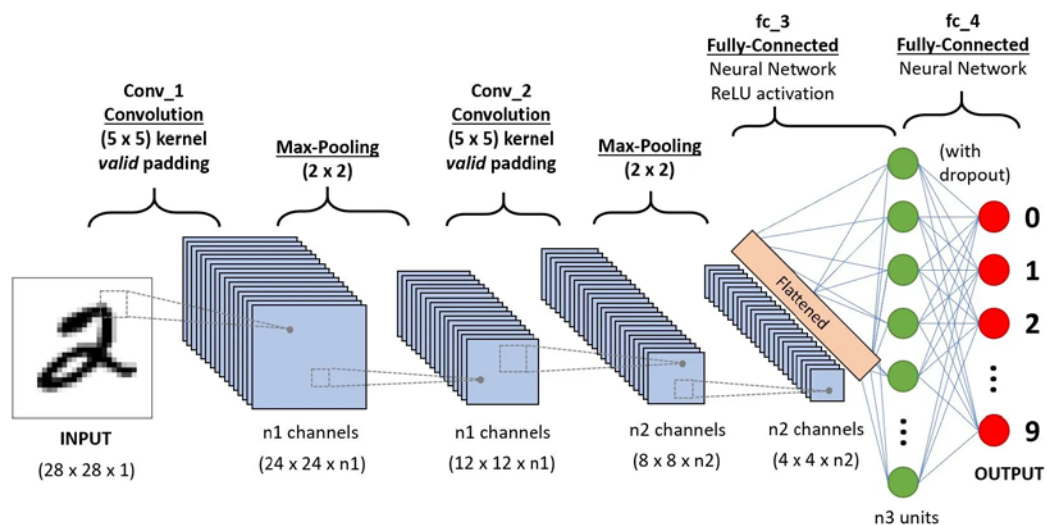 Conv_1
Convolution
(5 x 5) kernel
valid padding
Max-Pooling
(2 x 2)
Conv_2
Convolution
(5 x 5) kernel
valid padding
Max-Pooling
(2 x 2)
fc_3
Fully-Connected
Neural Network
ReLU activation
fc_4
Fully-Connected
Neural Network
(with
dropout)
Flattened
0
1
2
...
9
OUTPUT
2
INPUT
(28 x 28 x 1)
n1 channels
(24 x 24 x n1)
n1 channels
(12 x 12 x n1)
n2 channels
(8 x 8 x n2)
n2 channels
(4 x 4 x n2)
...
n3 units